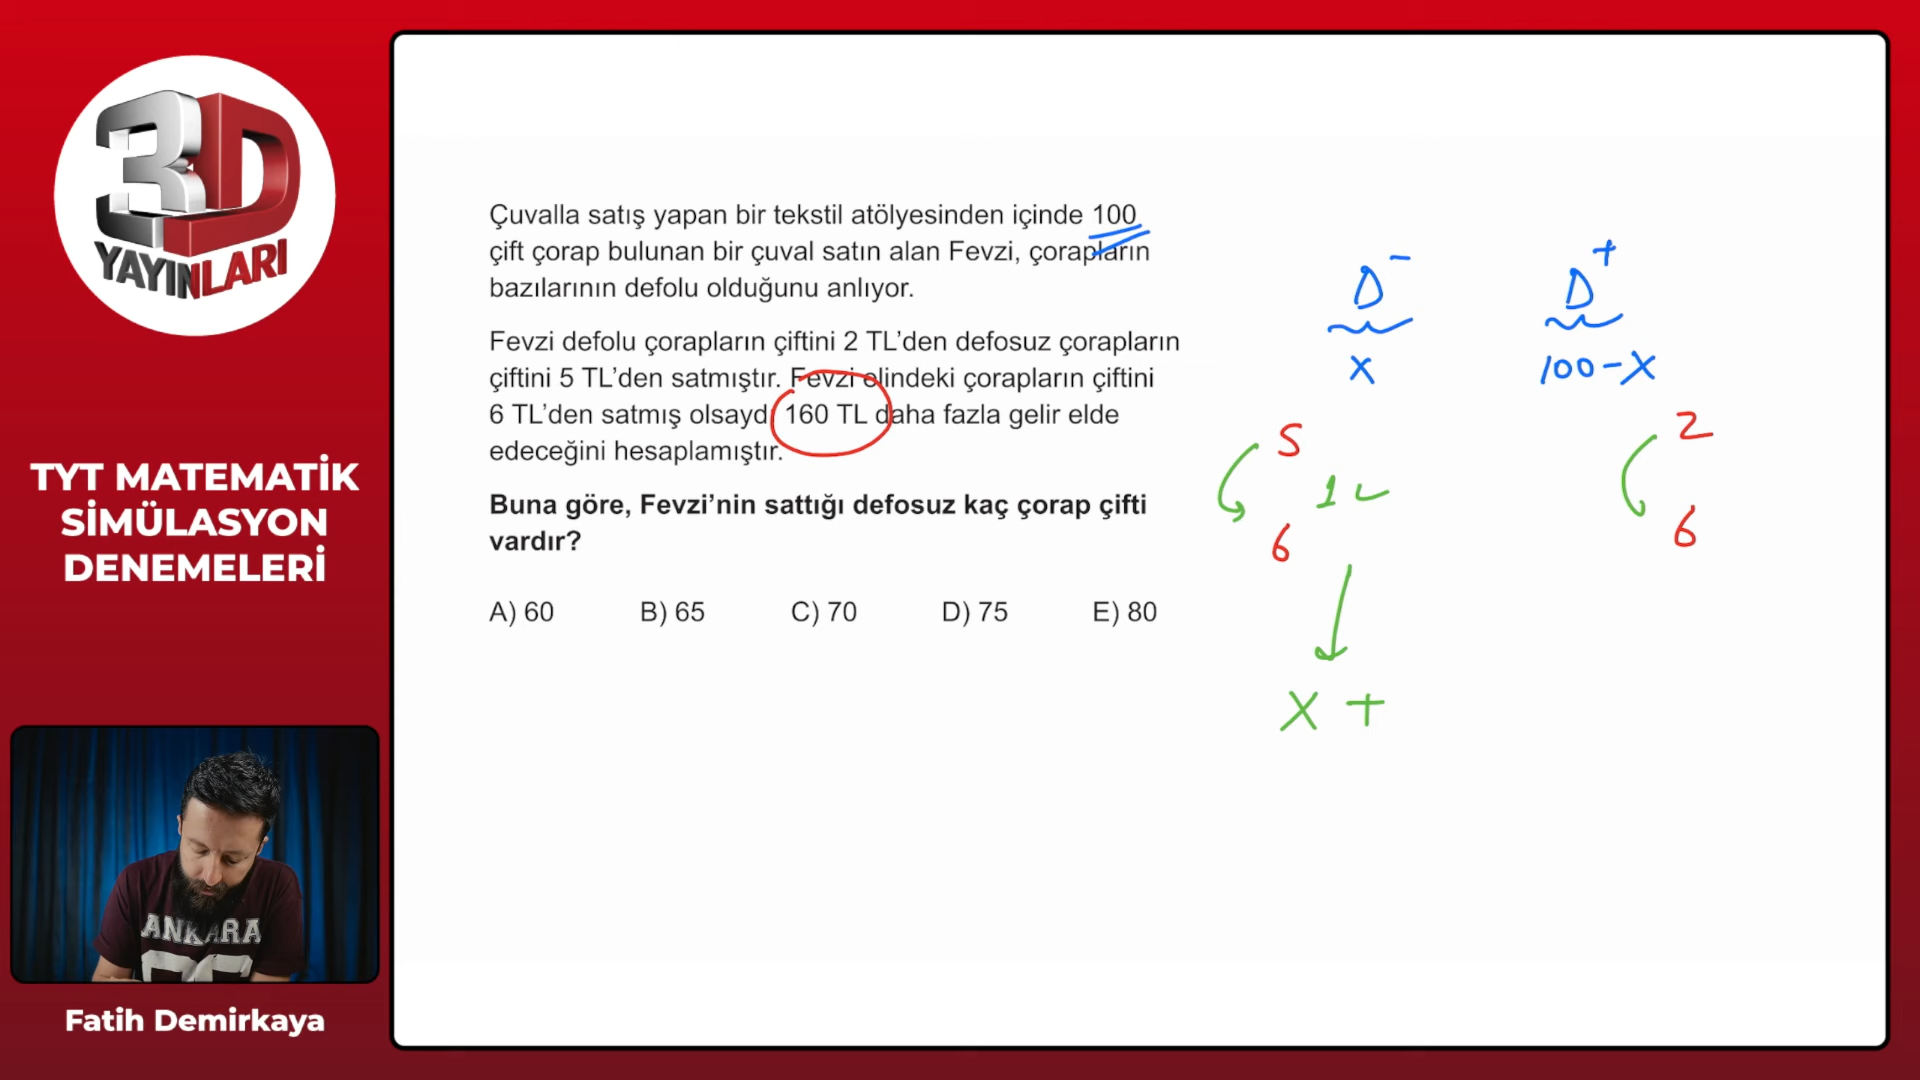 3D
YAYINLARI
TYT MATEMATİK
SİMÜLASYON
DENEMELERİ
ANKARA
Fatih Demirkaya
Çuvalla satış yapan bir tekstil atölyesinden içinde 100
çift çorap bulunan bir çuval satın alan Fevzi, çorapların
bazılarının defolu olduğunu anlıyor.
Fevzi defolu çorapların çiftini 2 TL’den defosuz çorapların
çiftini 5 TL’den satmıştır. Fevzi elindeki çorapların çiftini
6 TL’den satmış olsayd 160 TL daha fazla gelir elde
edeceğini hesaplamıştır.
Buna göre, Fevzi’nin sattığı defosuz kaç çorap çifti
vardır?
A) 60 B) 65 C) 70 D) 75 E) 80
D⁻ D⁺
x 100-x
5 2
1L
6 6
x +